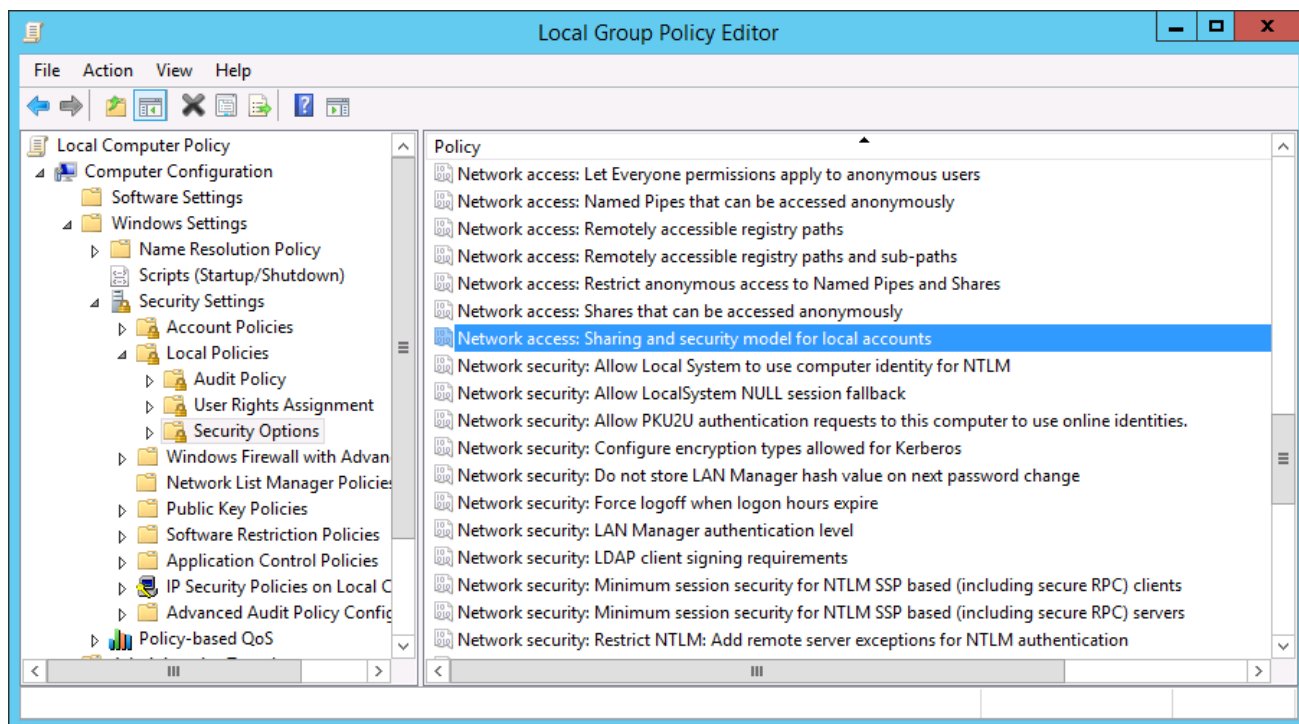 Local Group Policy Editor
File Action View Help
Local Computer Policy
Computer Configuration
Software Settings
Windows Settings
Name Resolution Policy
Scripts (Startup/Shutdown)
Security Settings
Account Policies
Local Policies
Audit Policy
User Rights Assignment
Security Options
Windows Firewall with Advan
Network List Manager Policie
Public Key Policies
Software Restriction Policies
Application Control Policies
IP Security Policies on Local C
Advanced Audit Policy Config
Policy-based QoS
Policy
Network access: Let Everyone permissions apply to anonymous users
Network access: Named Pipes that can be accessed anonymously
Network access: Remotely accessible registry paths
Network access: Remotely accessible registry paths and sub-paths
Network access: Restrict anonymous access to Named Pipes and Shares
Network access: Shares that can be accessed anonymously
Network access: Sharing and security model for local accounts
Network security: Allow Local System to use computer identity for NTLM
Network security: Allow LocalSystem NULL session fallback
Network security: Allow PKU2U authentication requests to this computer to use online identities.
Network security: Configure encryption types allowed for Kerberos
Network security: Do not store LAN Manager hash value on next password change
Network security: Force logoff when logon hours expire
Network security: LAN Manager authentication level
Network security: LDAP client signing requirements
Network security: Minimum session security for NTLM SSP based (including secure RPC) clients
Network security: Minimum session security for NTLM SSP based (including secure RPC) servers
Network security: Restrict NTLM: Add remote server exceptions for NTLM authentication